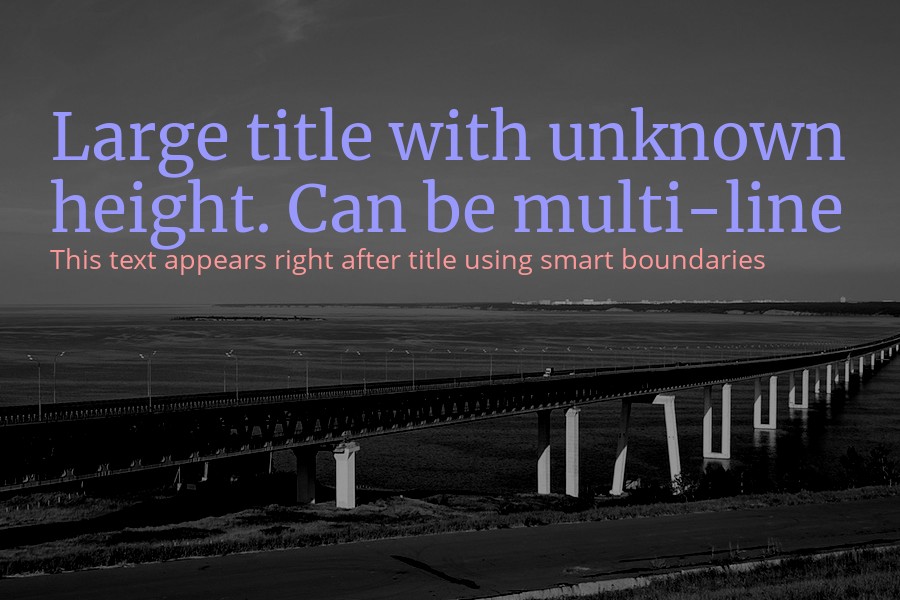 Large title with unknown
height. Can be multi-line
This text appears right after title using smart boundaries